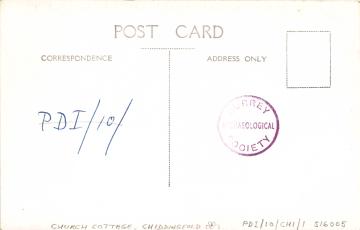 POST CARD
CORRESPONDENCE
ADDRESS ONLY
PDI/10/
SURREY
ARCHAEOLOGICAL
SOCIETY
CHURCH COTTAGE, CHIDDINGFOLD
PDI/10/CHI/1 S16005